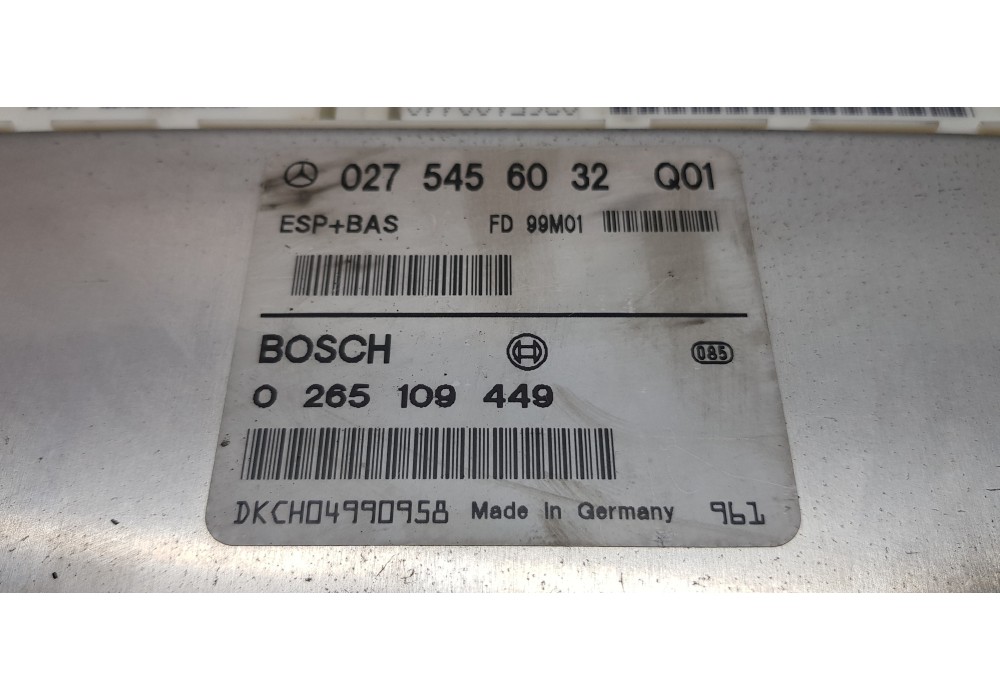 027 545 60 32 Q01
ESP+BAS FD 99M01
BOSCH 085
0 265 109 449
DKCH04990958 Made in Germany 961